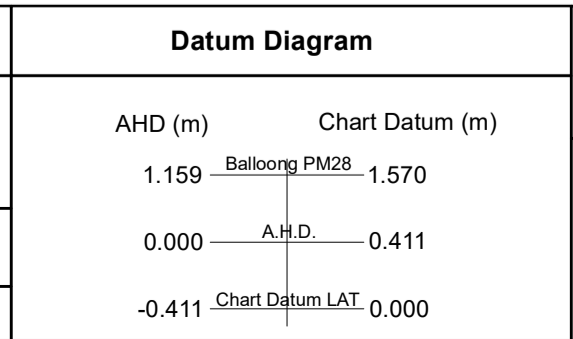 Datum Diagram
AHD (m) Chart Datum (m)
1.159 Balloong PM28 1.570
0.000 A.H.D. 0.411
-0.411 Chart Datum LAT 0.000